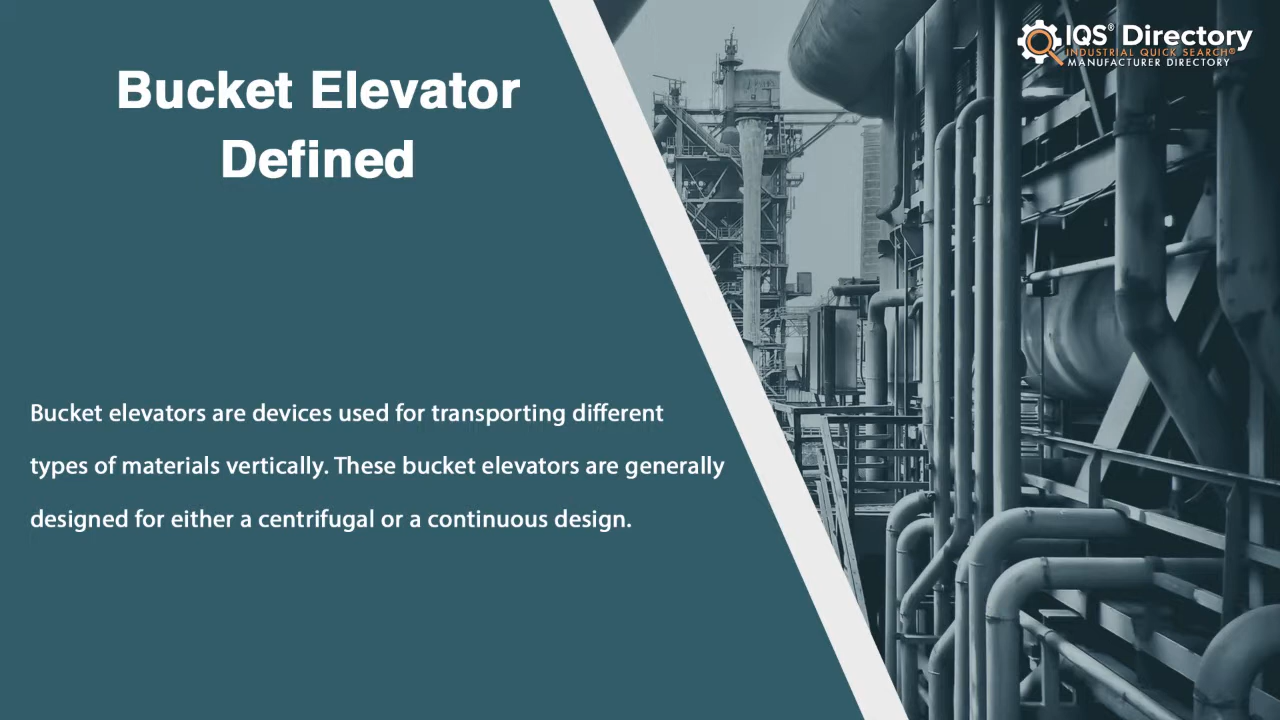 Bucket Elevator
Defined
IQS® Directory
INDUSTRIAL QUICK SEARCH®
MANUFACTURER DIRECTORY
Bucket elevators are devices used for transporting different
types of materials vertically. These bucket elevators are generally
designed for either a centrifugal or a continuous design.